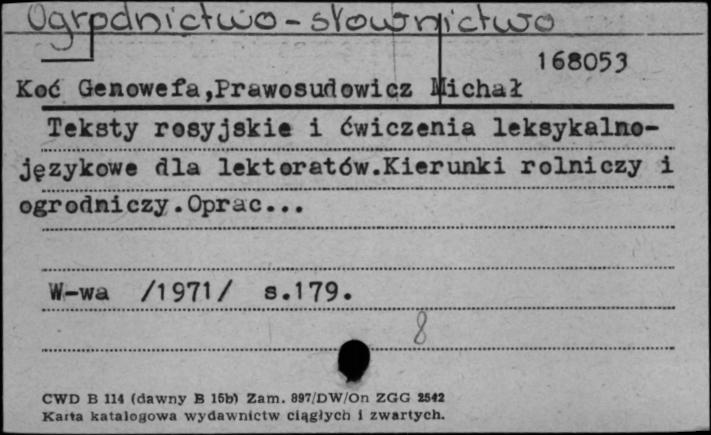 Ogrodnictwo - słownictwo
168053
Koć Genowefa,Prawosudowicz Michał
Teksty rosyjskie i ćwiczenia leksykalno-
językowe dla lektoratów.Kierunki rolniczy i
ogrodniczy.Oprac...
W-wa /1971/ s.179.
8
CWD B 114 (dawny B 15b) Zam. 897/DW/On ZGG 2542
Karta katalogowa wydawnictw ciągłych i zwartych.